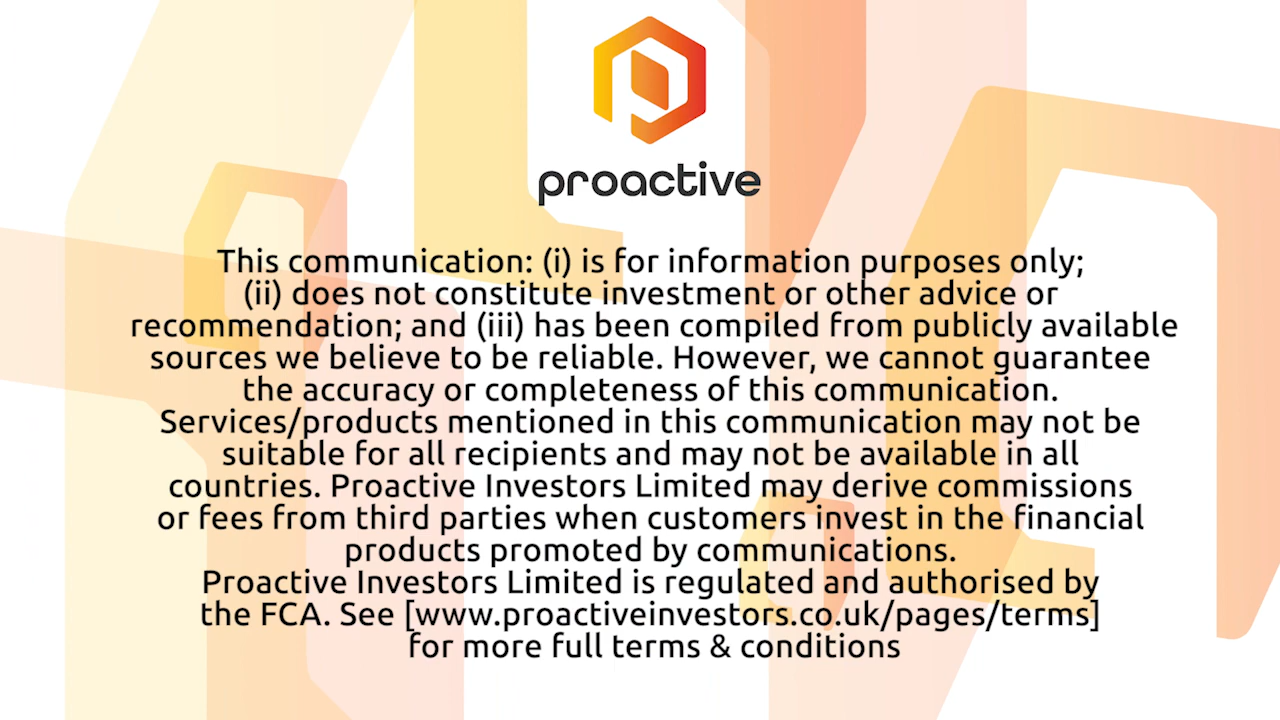 proactive
This communication: (i) is for information purposes only;
(ii) does not constitute investment or other advice or
recommendation; and (iii) has been compiled from publicly available
sources we believe to be reliable. However, we cannot guarantee
the accuracy or completeness of this communication.
Services/products mentioned in this communication may not be
suitable for all recipients and may not be available in all
countries. Proactive Investors Limited may derive commissions
or fees from third parties when customers invest in the financial
products promoted by communications.
Proactive Investors Limited is regulated and authorised by
the FCA. See [www.proactiveinvestors.co.uk/pages/terms]
for more full terms & conditions